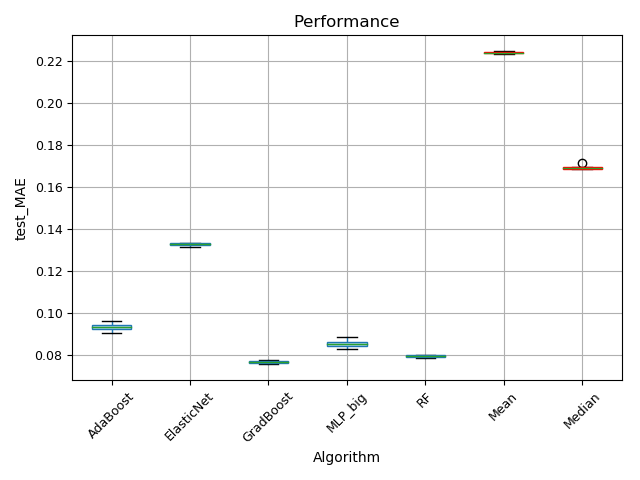 Performance
test_MAE
0.22
0.20
0.18
0.16
0.14
0.12
0.10
0.08
AdaBoost
ElasticNet
GradBoost
MLP_big
RF
Mean
Median
Algorithm